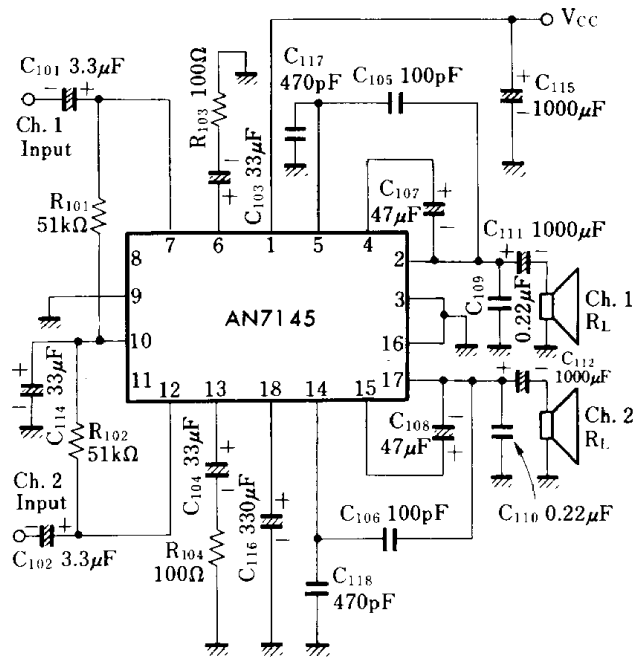 V_CC
C₁₀₁ 3.3μF
Ch. 1
Input
R₁₀₃ 100Ω
C₁₀₃ 33μF
C₁₁₇
470pF
C₁₀₅ 100pF
C₁₁₅
1000μF
R₁₀₁
51kΩ
C₁₀₇
47μF
C₁₁₁ 1000μF
8 7 6 1 5 4 2
9 3
10 16
11 12 13 18 14 15 17
AN7145
C₁₀₉
0.22μF
Ch. 1
R_L
C₁₁₂
1000μF
C₁₁₄ 33μF
R₁₀₂
51kΩ
C₁₀₄ 33μF
C₁₀₈
47μF
Ch. 2
R_L
Ch. 2
Input
C₁₀₂ 3.3μF
R₁₀₄
100Ω
C₁₁₆ 330μF
C₁₀₆ 100pF
C₁₁₀ 0.22μF
C₁₁₈
470pF